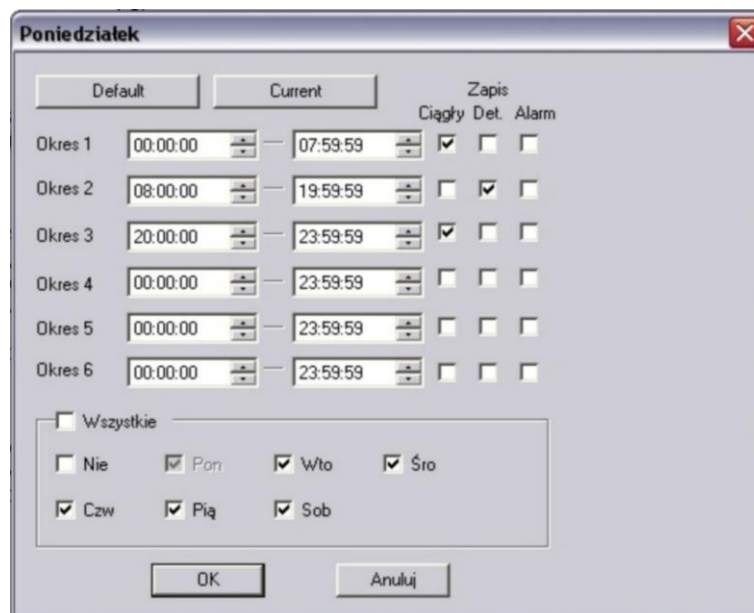 Poniedziałek
Default Current Zapis
Ciągły Det. Alarm
Okres 1 00:00:00 — 07:59:59
Okres 2 08:00:00 — 19:59:59
Okres 3 20:00:00 — 23:59:59
Okres 4 00:00:00 — 23:59:59
Okres 5 00:00:00 — 23:59:59
Okres 6 00:00:00 — 23:59:59
Wszystkie
Nie Pon Wto Śro
Czw Pią Sob
OK Anuluj